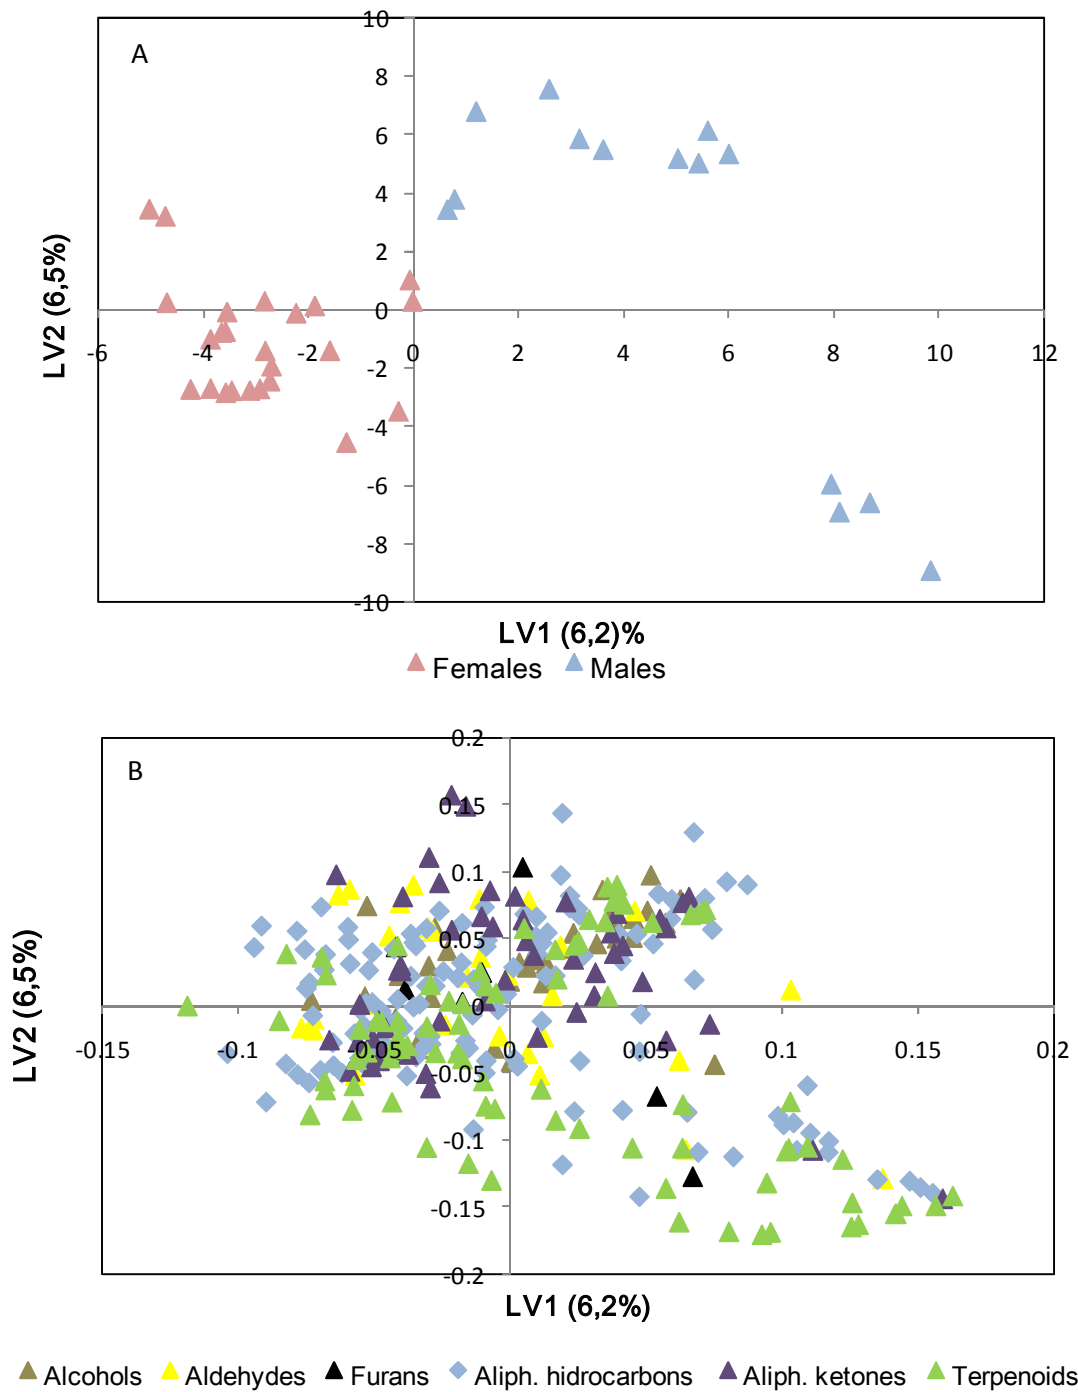 A
10
8
6
4
2
0
-2
-4
-6
-8
-10
-6
-4
-2
0
2
4
6
8
10
12
LV2 (6,5%)
LV1 (6,2)%
Females
Males
B
0.2
0.15
0.1
0.05
0
-0.05
-0.1
-0.15
-0.2
-0.15
-0.1
-0.05
0
0.05
0.1
0.15
0.2
LV2 (6,5%)
LV1 (6,2%)
Alcohols
Aldehydes
Furans
Aliph. hidrocarbons
Aliph. ketones
Terpenoids